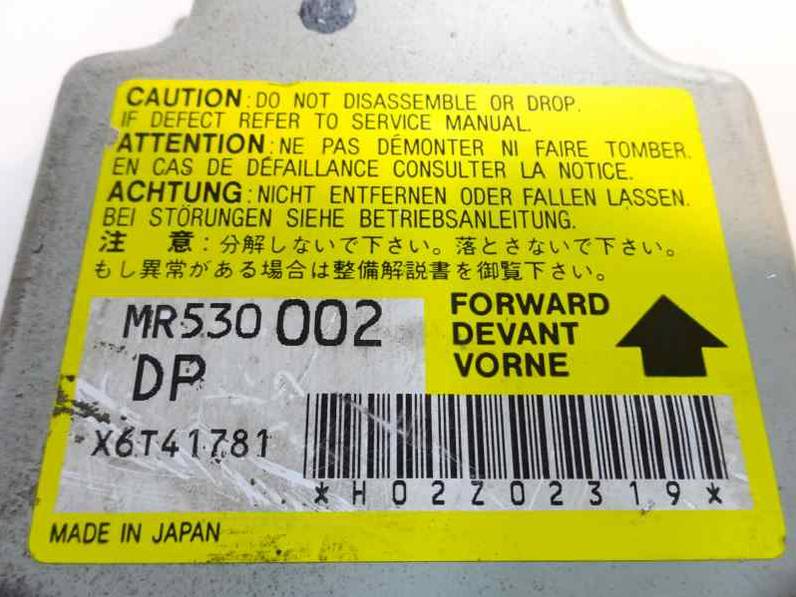 CAUTION : DO NOT DISASSEMBLE OR DROP.
IF DEFECT REFER TO SERVICE MANUAL.
ATTENTION : NE PAS DÉMONTER NI FAIRE TOMBER.
EN CAS DE DÉFAILLANCE CONSULTER LA NOTICE.
ACHTUNG : NICHT ENTFERNEN ODER FALLEN LASSEN.
BEI STÖRUNGEN SIEHE BETRIEBSANLEITUNG.
注 意 : 分解しないで下さい。落とさないで下さい。
もし異常がある場合は整備解説書を御覧下さい。
MR530 002
DP
FORWARD
DEVANT
VORNE
X6T41781
*H02Z02319*
MADE IN JAPAN